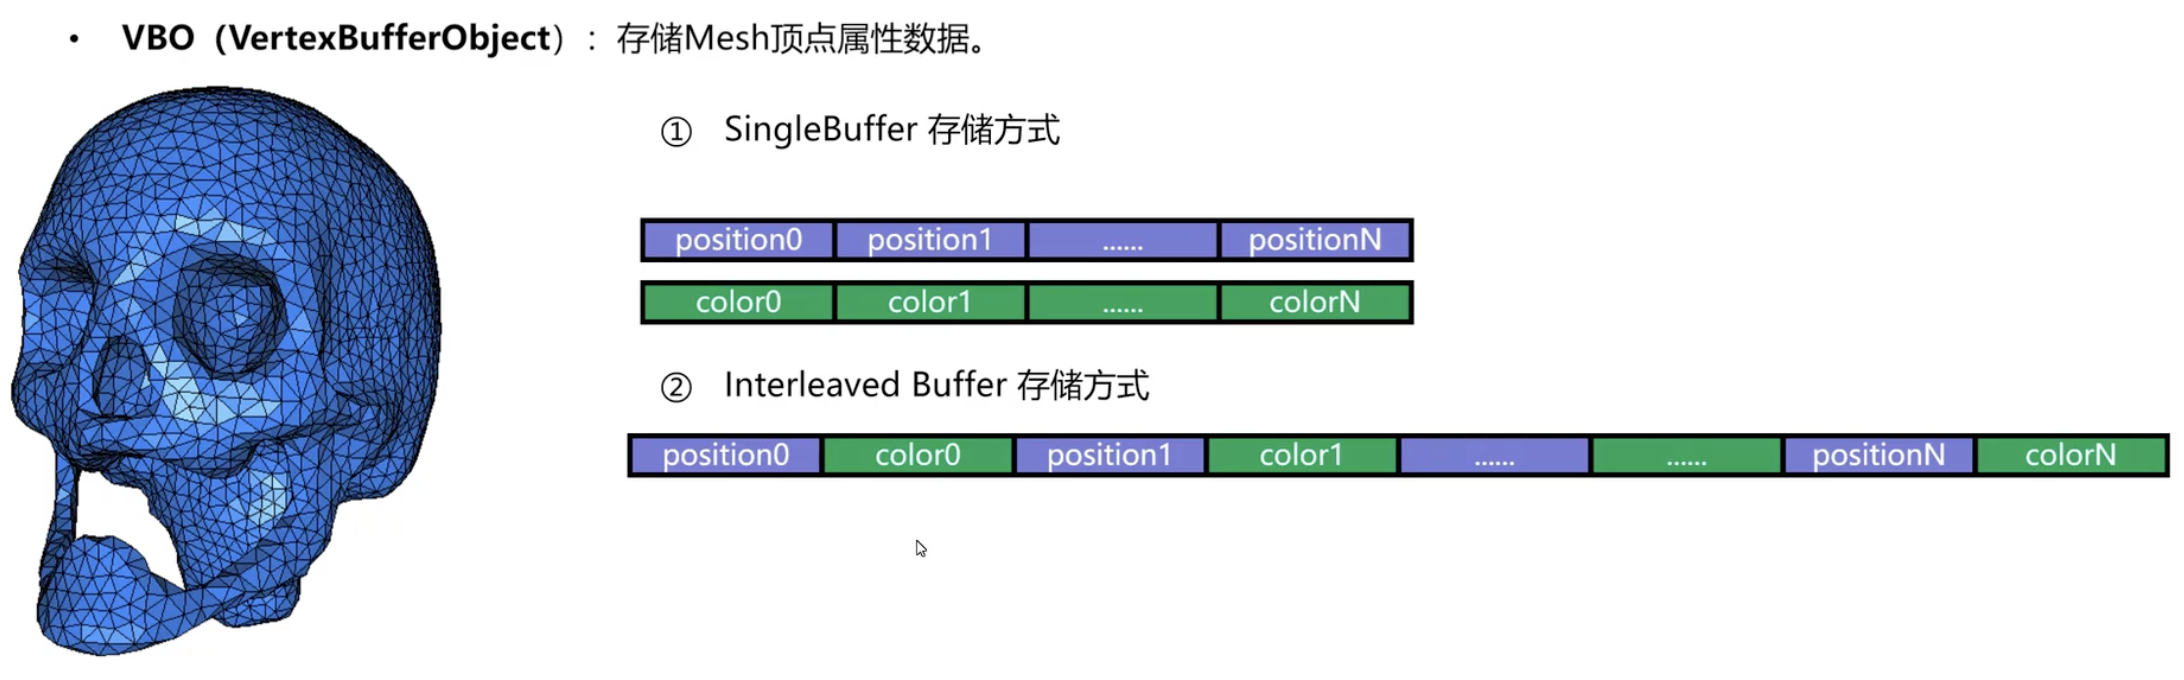 • VBO（VertexBufferObject）：存储Mesh顶点属性数据。
① SingleBuffer 存储方式
position0 position1 ...... positionN
color0 color1 ...... colorN
② Interleaved Buffer 存储方式
position0 color0 position1 color1 ...... ...... positionN colorN